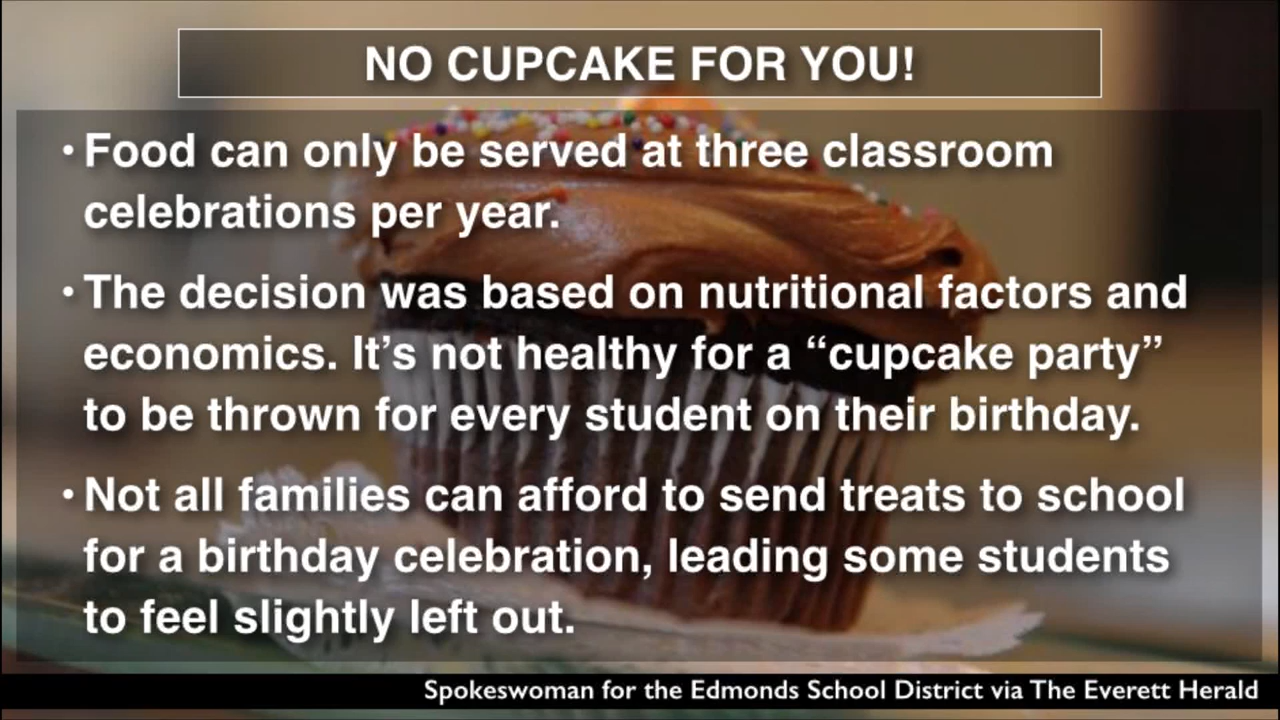 NO CUPCAKE FOR YOU!
• Food can only be served at three classroom
celebrations per year.
• The decision was based on nutritional factors and
economics. It’s not healthy for a “cupcake party”
to be thrown for every student on their birthday.
• Not all families can afford to send treats to school
for a birthday celebration, leading some students
to feel slightly left out.
Spokeswoman for the Edmonds School District via The Everett Herald